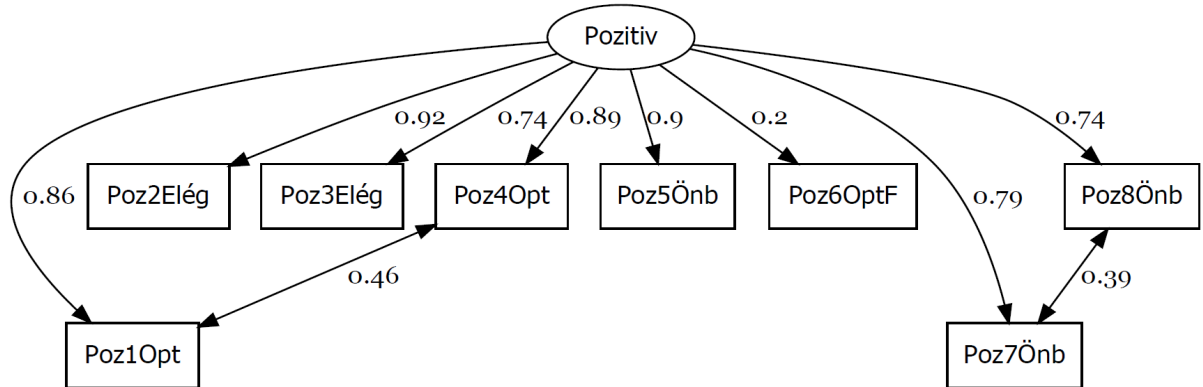 Pozitiv
0.92
0.74
0.89
0.9
0.2
0.74
Poz2Elég
Poz3Elég
Poz4Opt
Poz5Önb
Poz6OptF
Poz8Önb
0.86
0.79
0.46
0.39
Poz1Opt
Poz7Önb